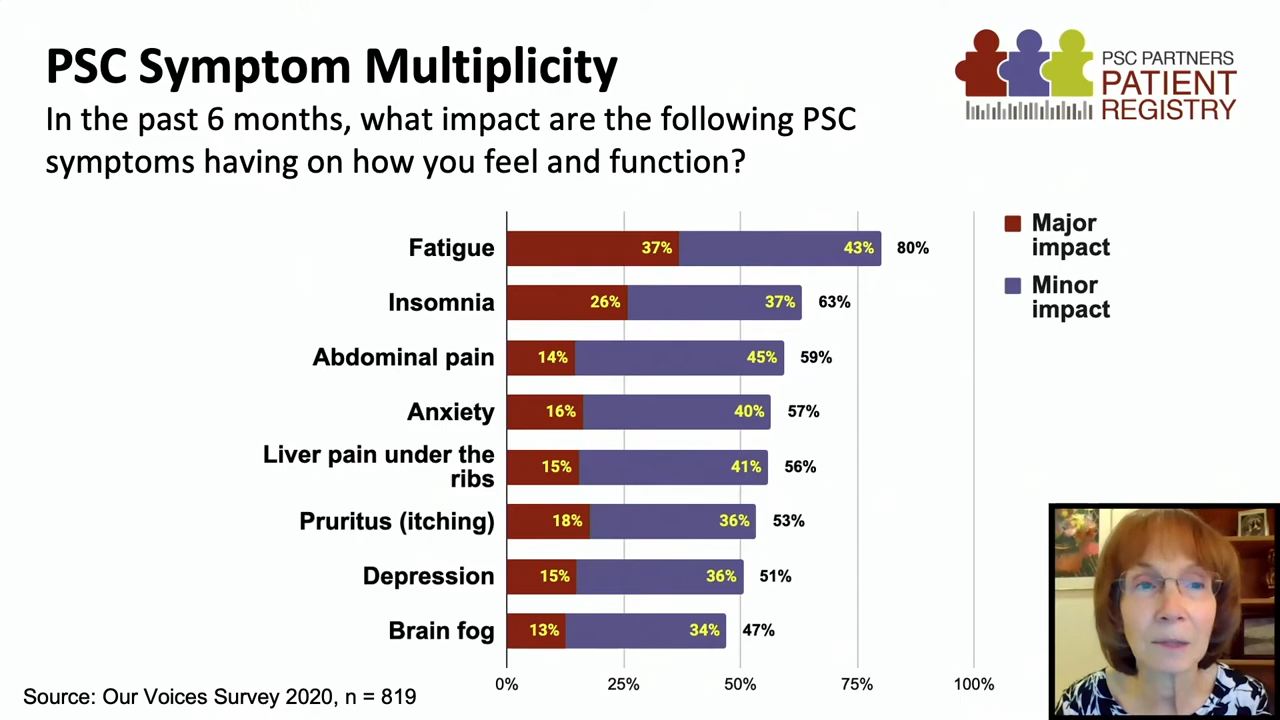 PSC Symptom Multiplicity
In the past 6 months, what impact are the following PSC
symptoms having on how you feel and function?
PSC PARTNERS
PATIENT
REGISTRY
Major
impact
Minor
impact
Fatigue 37% 43% 80%
Insomnia 26% 37% 63%
Abdominal pain 14% 45% 59%
Anxiety 16% 40% 57%
Liver pain under the
ribs 15% 41% 56%
Pruritus (itching) 18% 36% 53%
Depression 15% 36% 51%
Brain fog 13% 34% 47%
0% 25% 50% 75% 100%
Source: Our Voices Survey 2020, n = 819